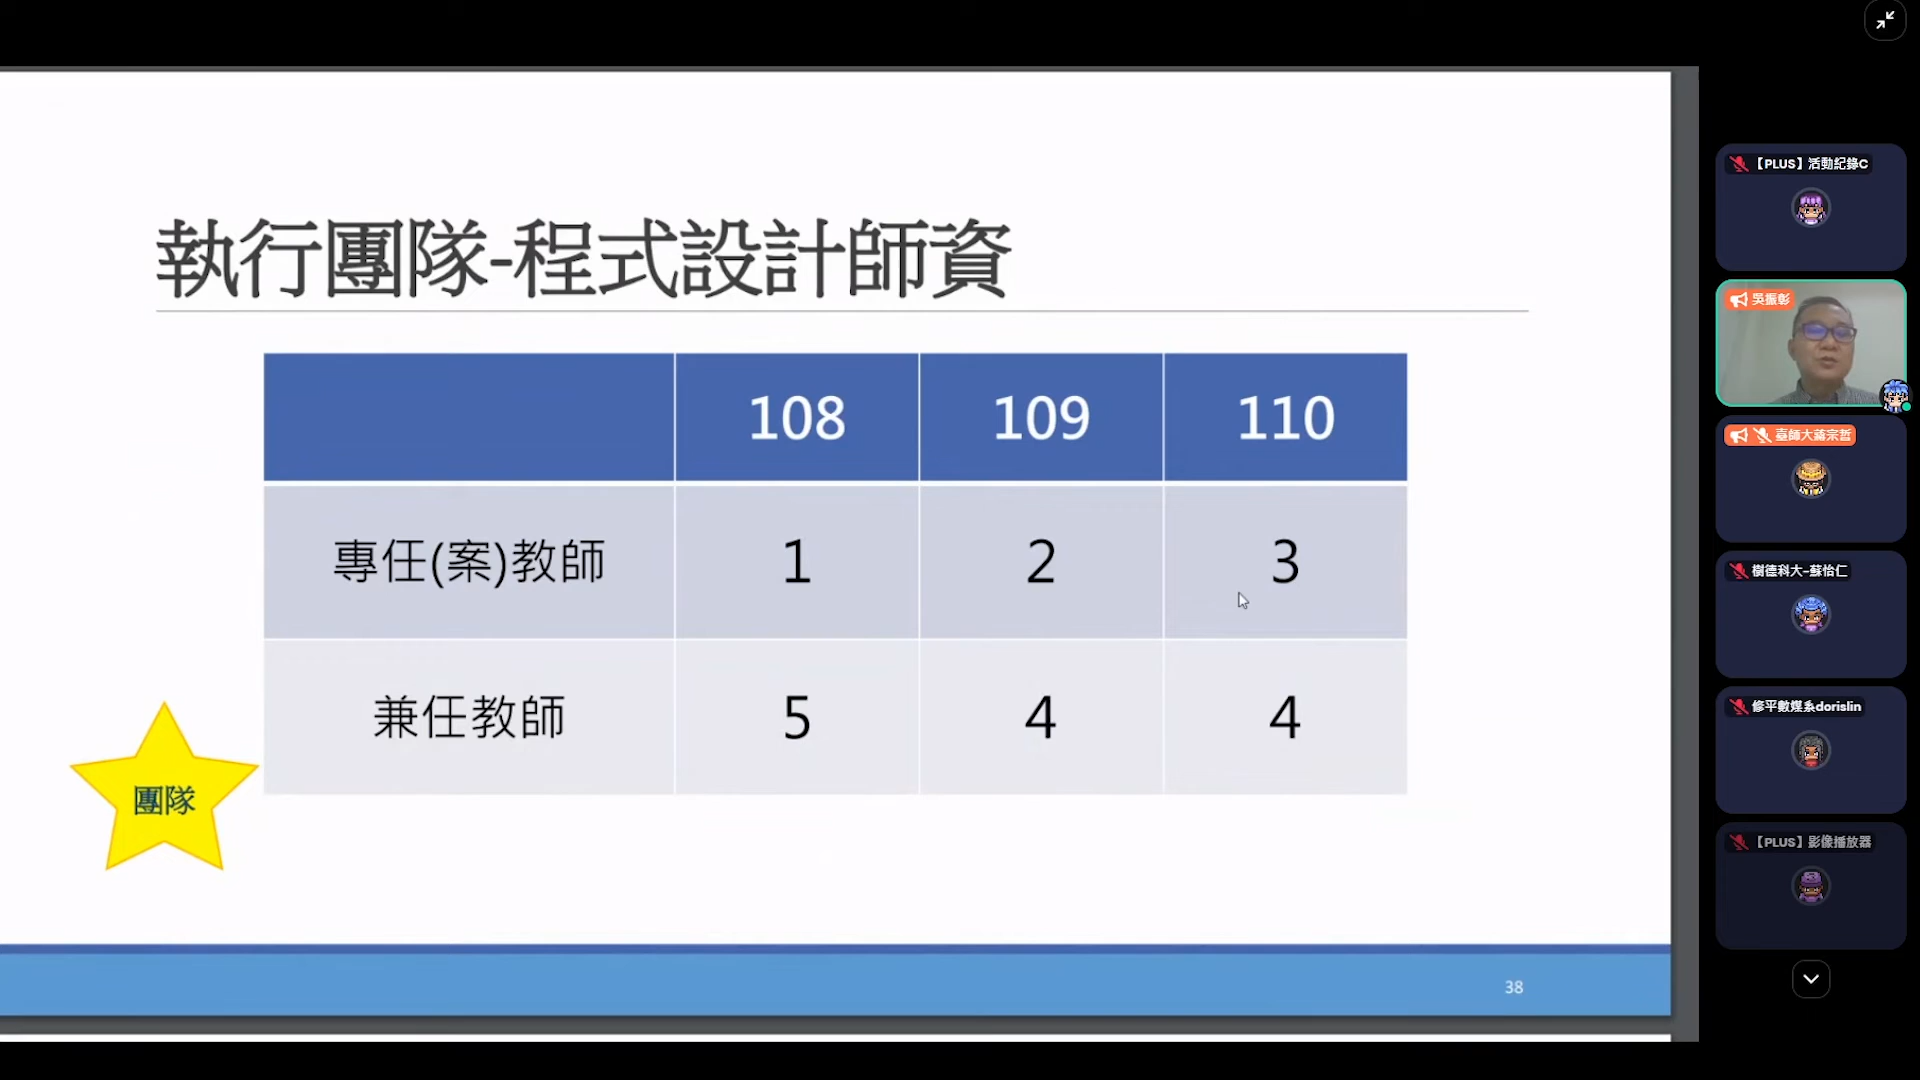 執行團隊-程式設計師資
108 109 110
專任(案)教師 1 2 3
兼任教師 5 4 4
團隊
38
【PLUS】活動紀錄C
吳振彰
臺師大蔣宗哲
樹德科大-蘇怡仁
修平數媒系dorislin
【PLUS】影像播放器